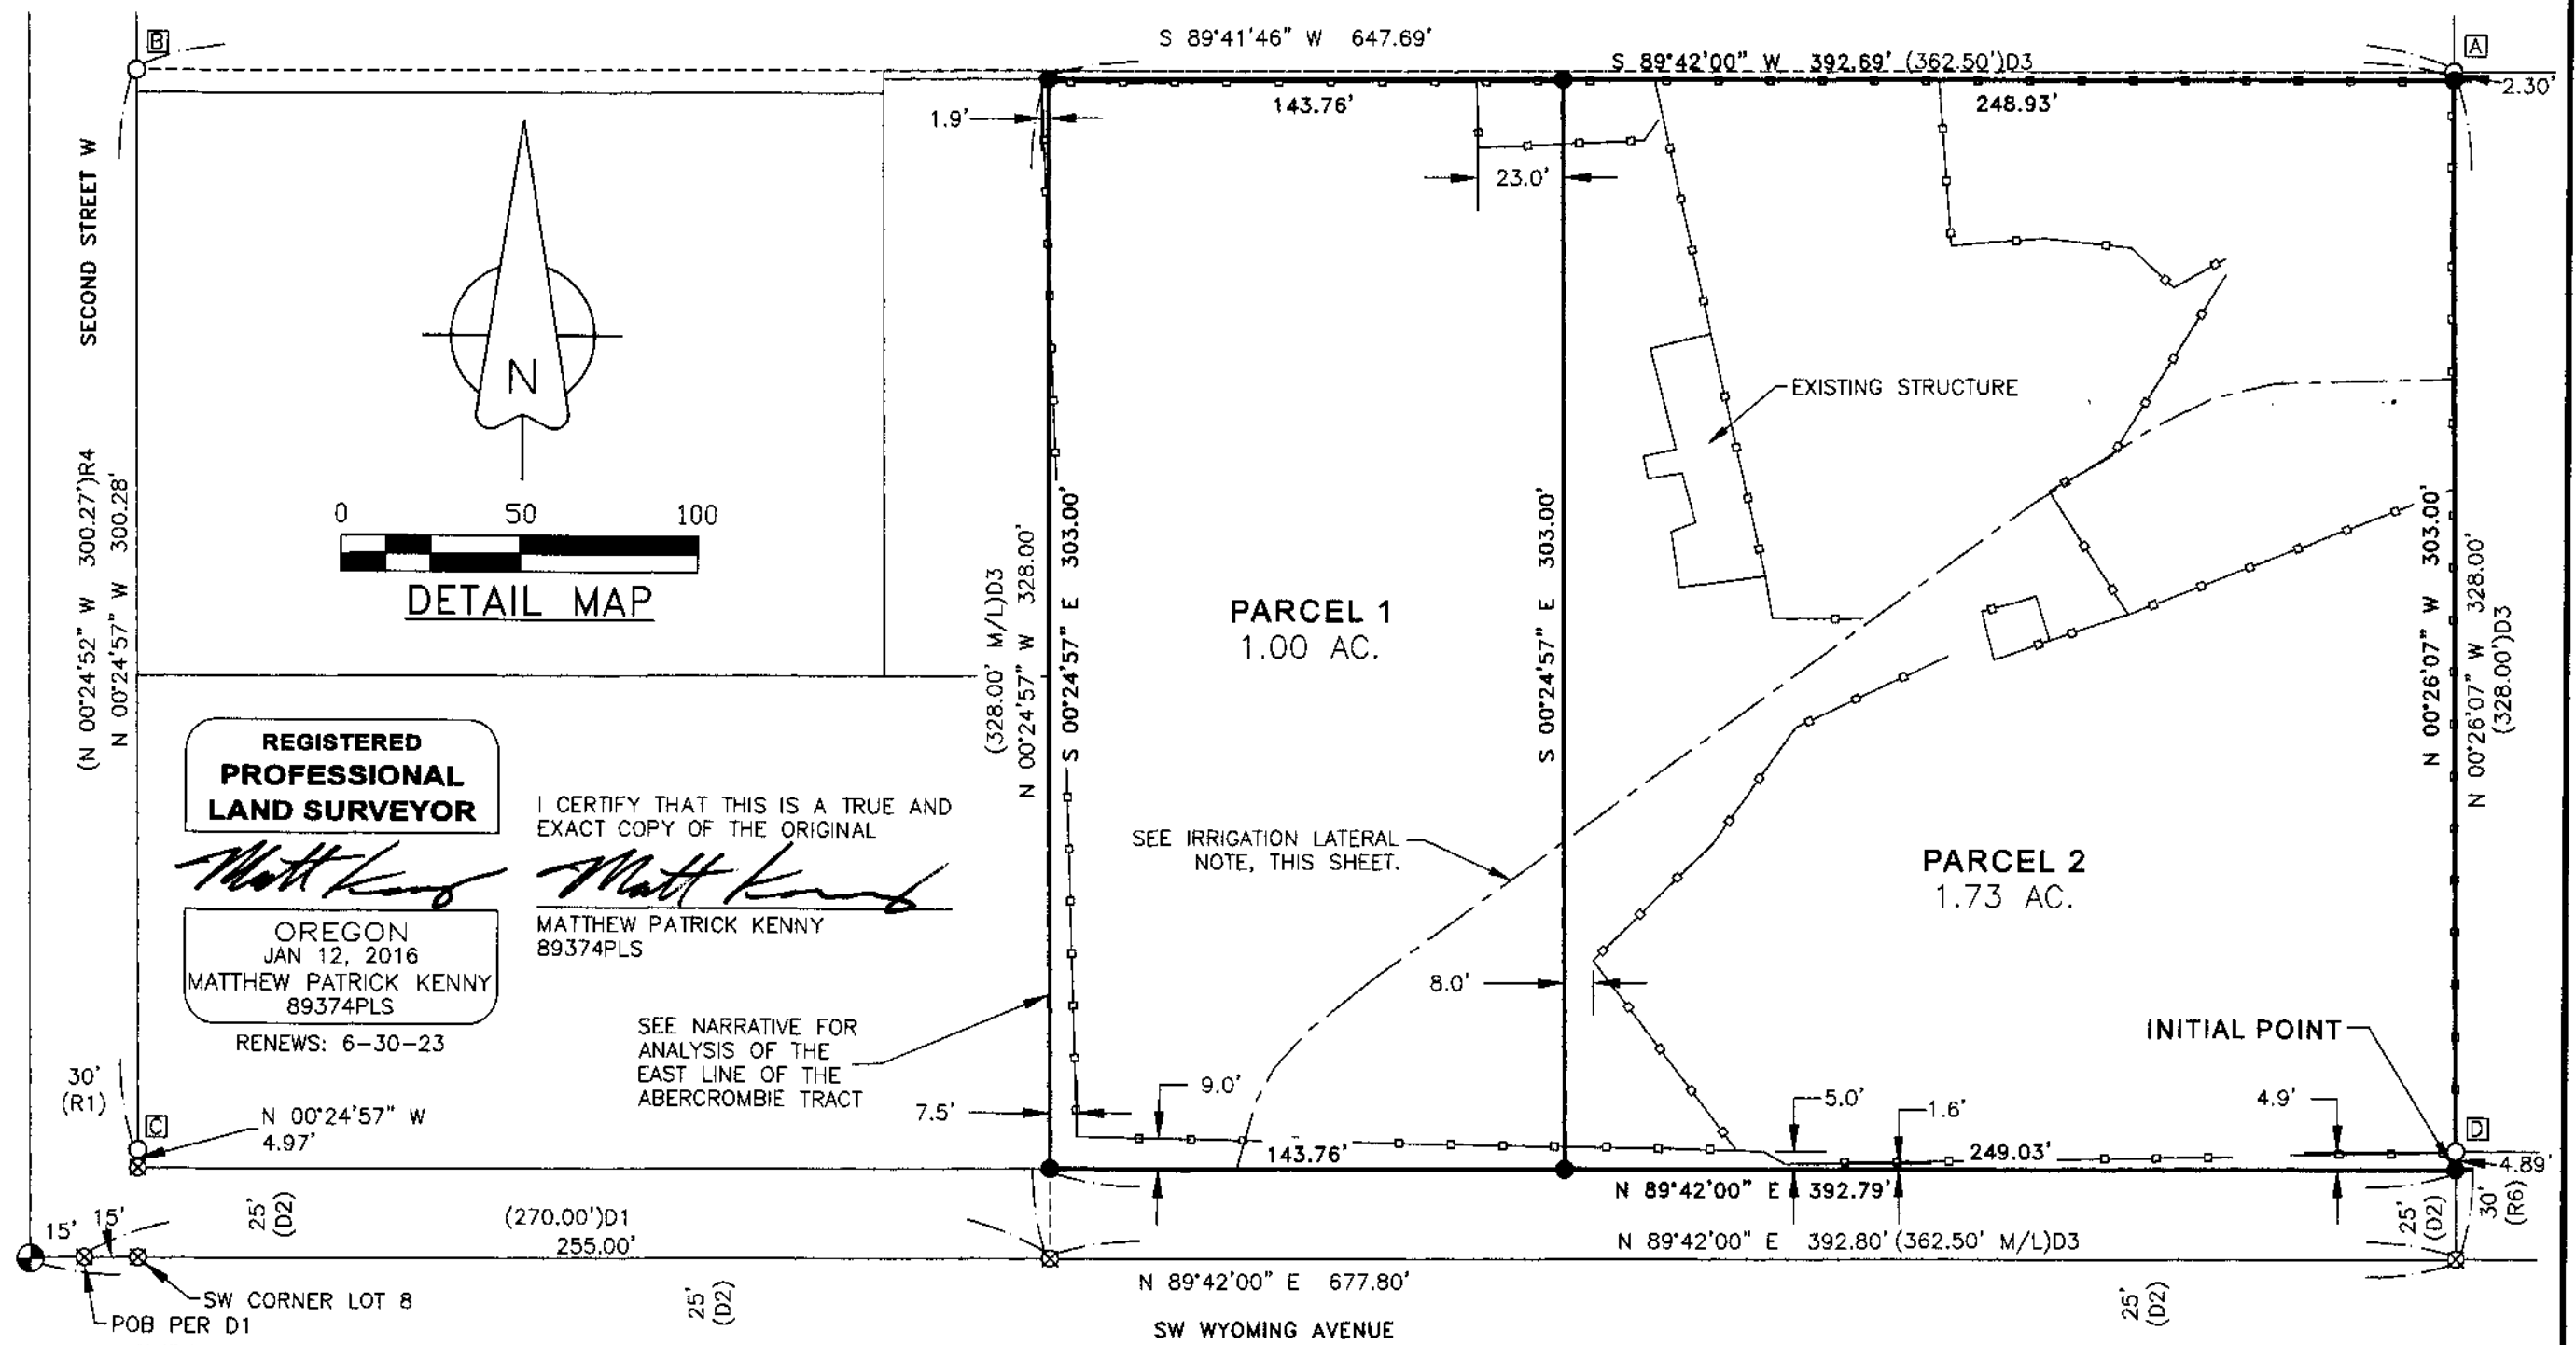 S 89°41'46" W 647.69'
S 89°42'00" W 392.69' (362.50')D3
B
A
2.30'
143.76'
248.93'
1.9'
23.0'
SECOND STREET W
(N 00°24'52" W 300.27')R4
N 00°24'57" W 300.28'
N
0 50 100
DETAIL MAP
EXISTING STRUCTURE
(328.00' M/L)D3
N 00°24'57" W 328.00'
S 00°24'57" E 303.00'
S 00°24'57" E 303.00'
N 00°26'07" W 303.00'
N 00°26'07" W 328.00'
(328.00')D3
PARCEL 1
1.00 AC.
PARCEL 2
1.73 AC.
REGISTERED
PROFESSIONAL
LAND SURVEYOR
Matt Kenny
OREGON
JAN 12, 2016
MATTHEW PATRICK KENNY
89374PLS
RENEWS: 6-30-23
I CERTIFY THAT THIS IS A TRUE AND
EXACT COPY OF THE ORIGINAL
Matt Kenny
MATTHEW PATRICK KENNY
89374PLS
SEE IRRIGATION LATERAL
NOTE, THIS SHEET.
8.0'
SEE NARRATIVE FOR
ANALYSIS OF THE
EAST LINE OF THE
ABERCROMBIE TRACT
INITIAL POINT
30'
(R1)
C
N 00°24'57" W
4.97'
7.5'
9.0'
5.0'
1.6'
4.9'
D
143.76'
249.03'
4.89'
N 89°42'00" E 392.79'
25'
(D2)
30'
(R6)
15'
15'
25'
(D2)
(270.00')D1
255.00'
N 89°42'00" E 392.80' (362.50' M/L)D3
N 89°42'00" E 677.80'
SW CORNER LOT 8
POB PER D1
25'
(D2)
SW WYOMING AVENUE
25'
(D2)